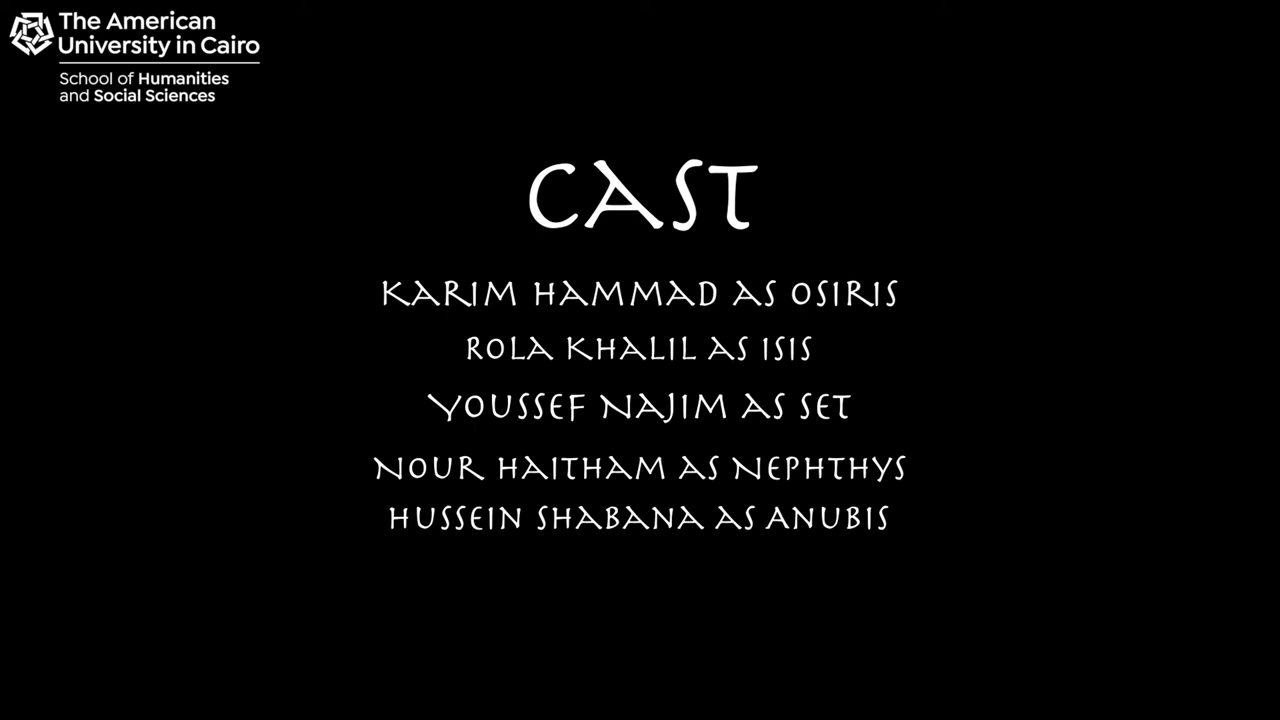 The American
University in Cairo
School of Humanities
and Social Sciences
CAST
KARIM HAMMAD AS OSIRIS
ROLA KHALIL AS ISIS
YOUSSEF NAJIM AS SET
NOUR HAITHAM AS NEPHTHYS
HUSSEIN SHABANA AS ANUBIS